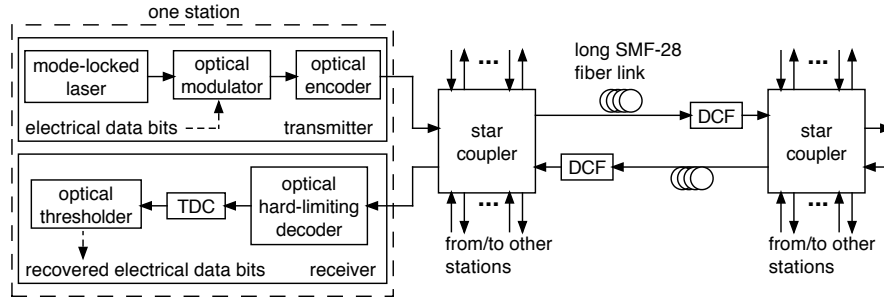 one station
mode-locked
laser
optical
modulator
optical
encoder
electrical data bits
transmitter
optical
thresholder
TDC
optical
hard-limiting
decoder
recovered electrical data bits
receiver
...
star
coupler
...
from/to other
stations
long SMF-28
fiber link
DCF
DCF
...
star
coupler
...
from/to other
stations